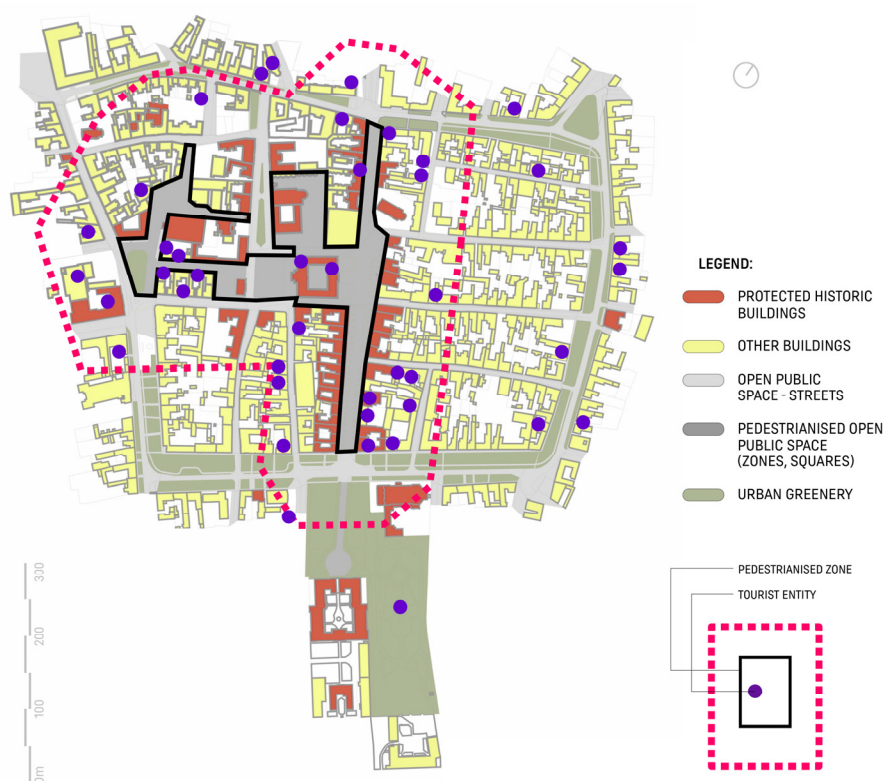 LEGEND:
PROTECTED HISTORIC
BUILDINGS
OTHER BUILDINGS
OPEN PUBLIC
SPACE - STREETS
PEDESTRIANISED OPEN
PUBLIC SPACE
(ZONES, SQUARES)
URBAN GREENERY
PEDESTRIANISED ZONE
TOURIST ENTITY
300
200
100
0m